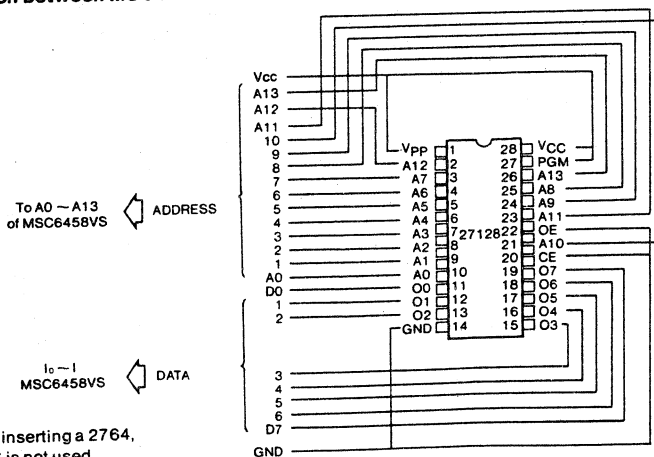 Vcc
A13
A12
A11
10
9
8
7
6
5
4
3
2
1
A0
D0
1
2
3
4
5
6
D7
GND
To A0 ~ A13
of MSC6458VS
ADDRESS
I0 ~ I
MSC6458VS
DATA
VPP 1 28 VCC
A12 2 27 PGM
A7 3 26 A13
A6 4 25 A8
A5 5 24 A9
A4 6 23 A11
A3 7 27128 22 OE
A2 8 21 A10
A1 9 20 CE
A0 10 19 O7
O0 11 18 O6
O1 12 17 O5
O2 13 16 O4
GND 14 15 O3
inserting a 2764,
is not used